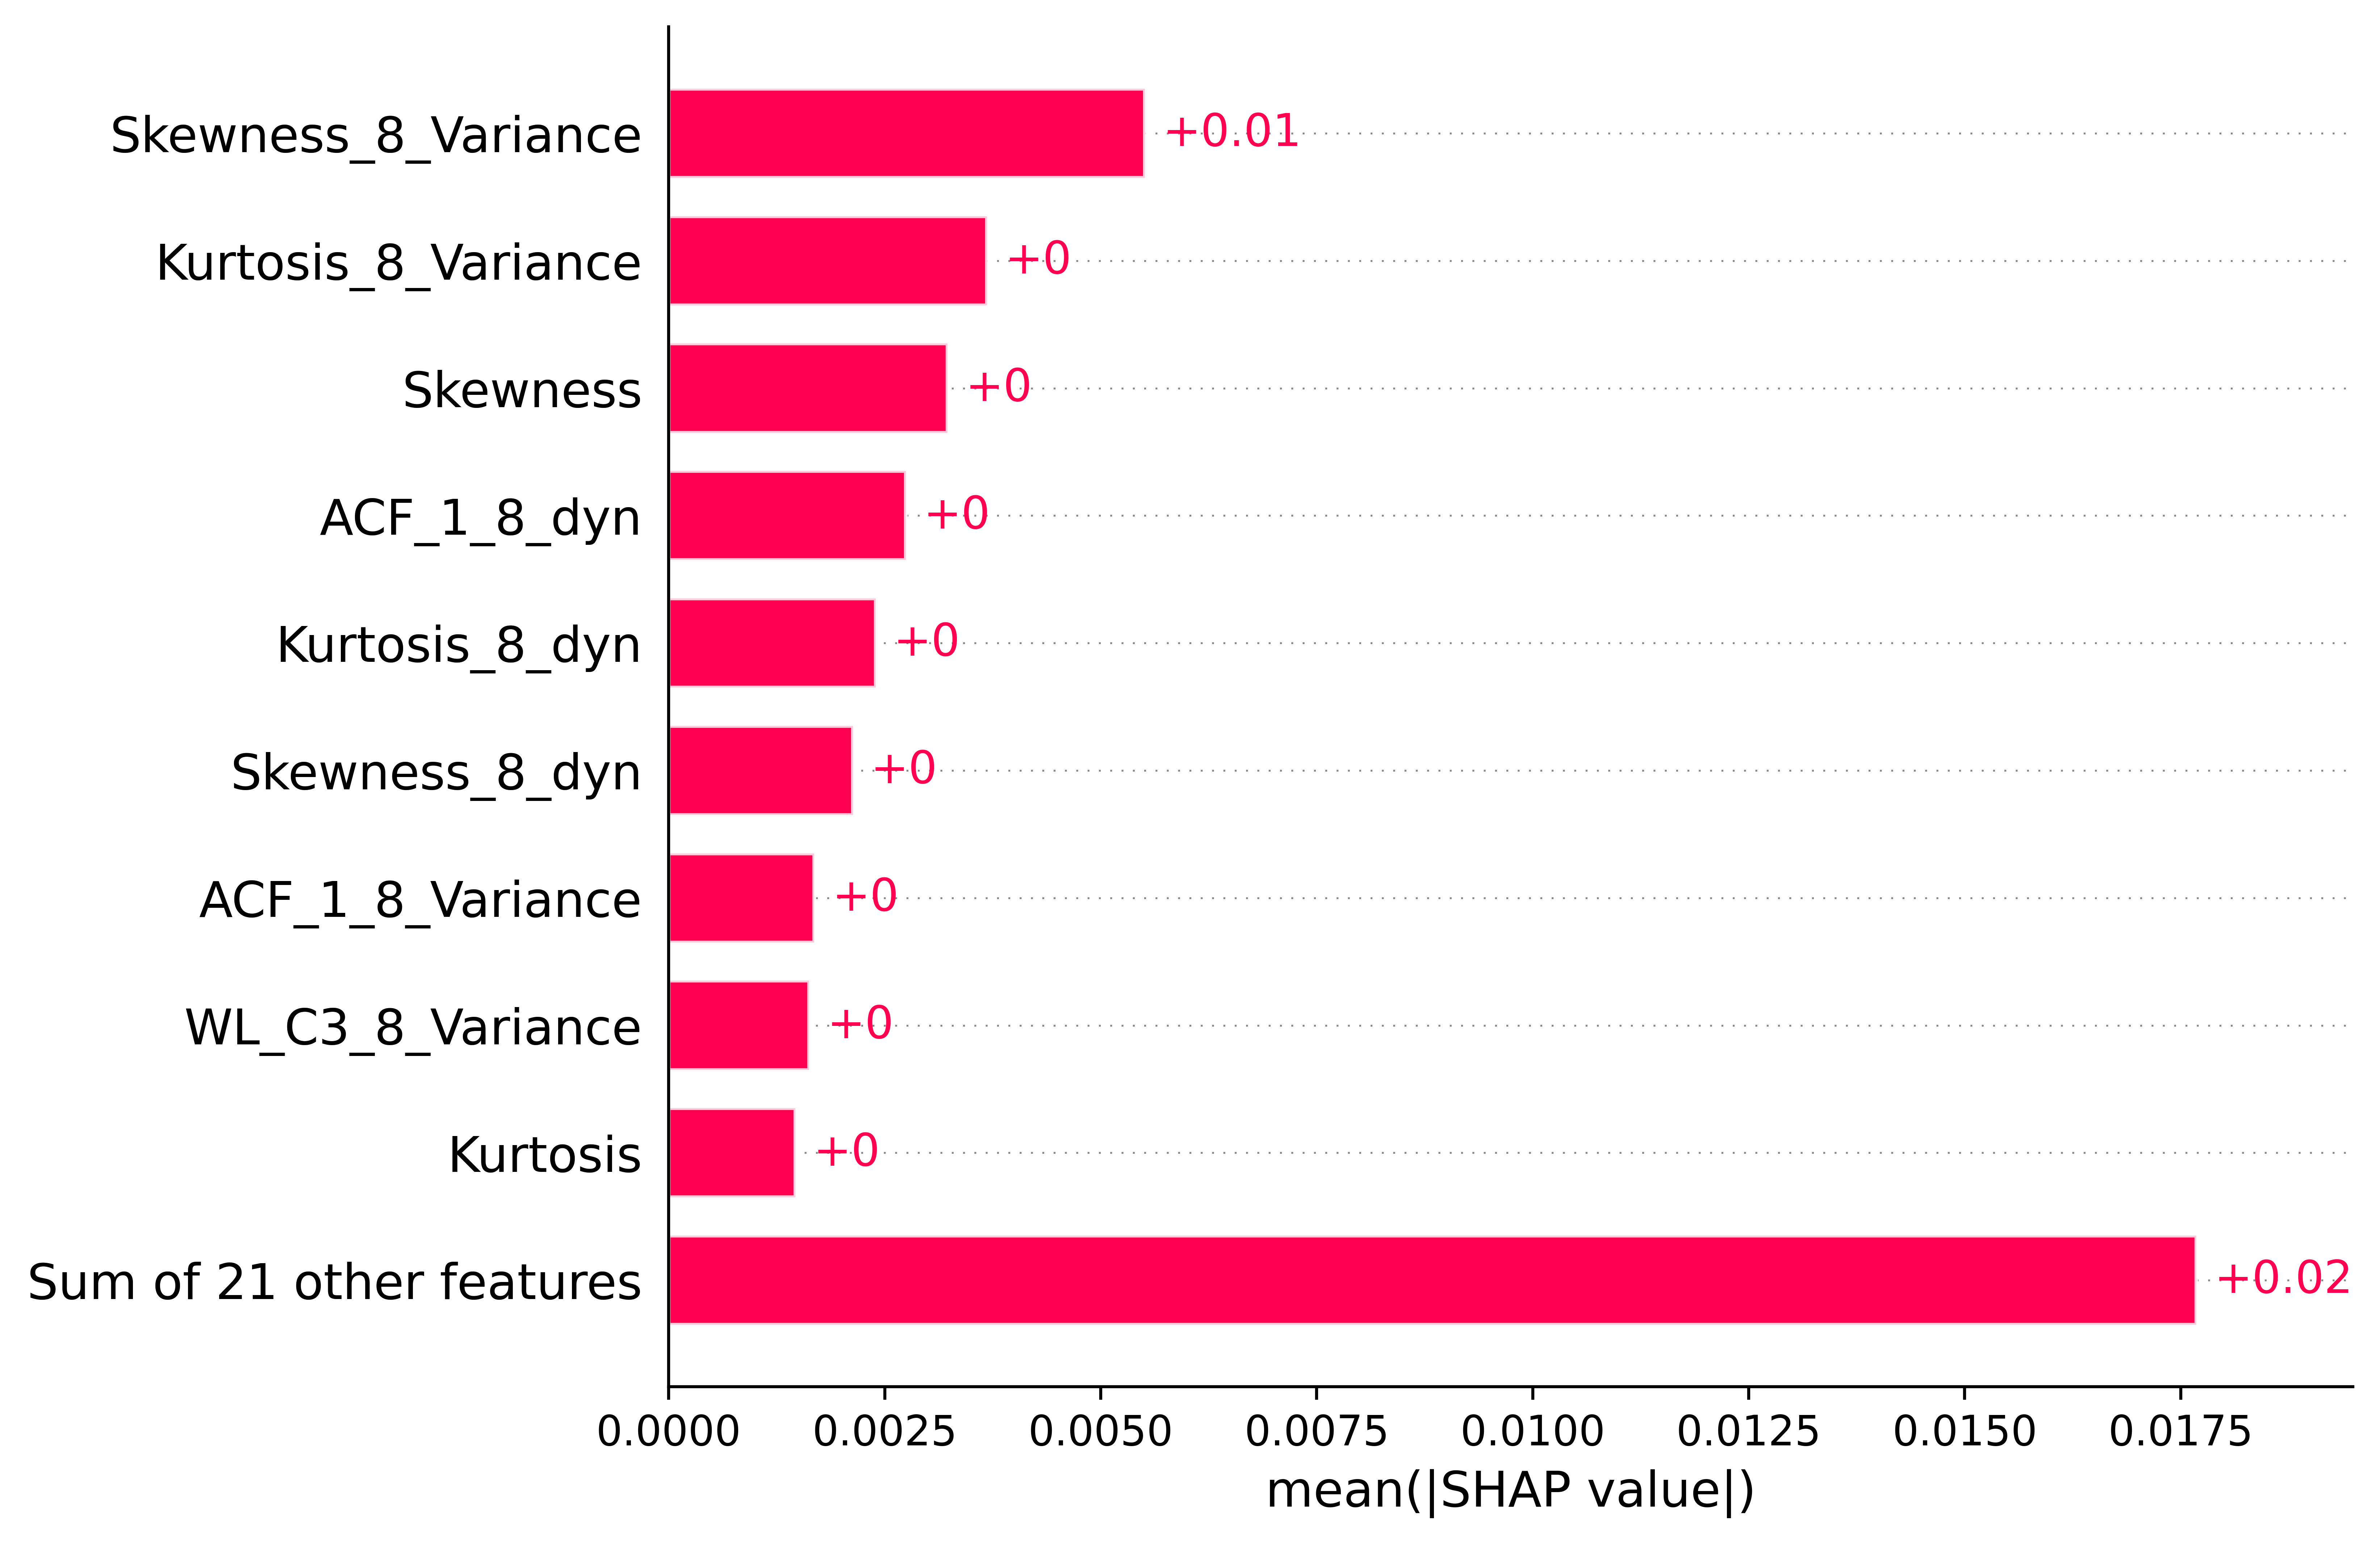 Skewness_8_Variance +0.01
Kurtosis_8_Variance +0
Skewness +0
ACF_1_8_dyn +0
Kurtosis_8_dyn +0
Skewness_8_dyn +0
ACF_1_8_Variance +0
WL_C3_8_Variance +0
Kurtosis +0
Sum of 21 other features +0.02
0.0000 0.0025 0.0050 0.0075 0.0100 0.0125 0.0150 0.0175
mean(|SHAP value|)